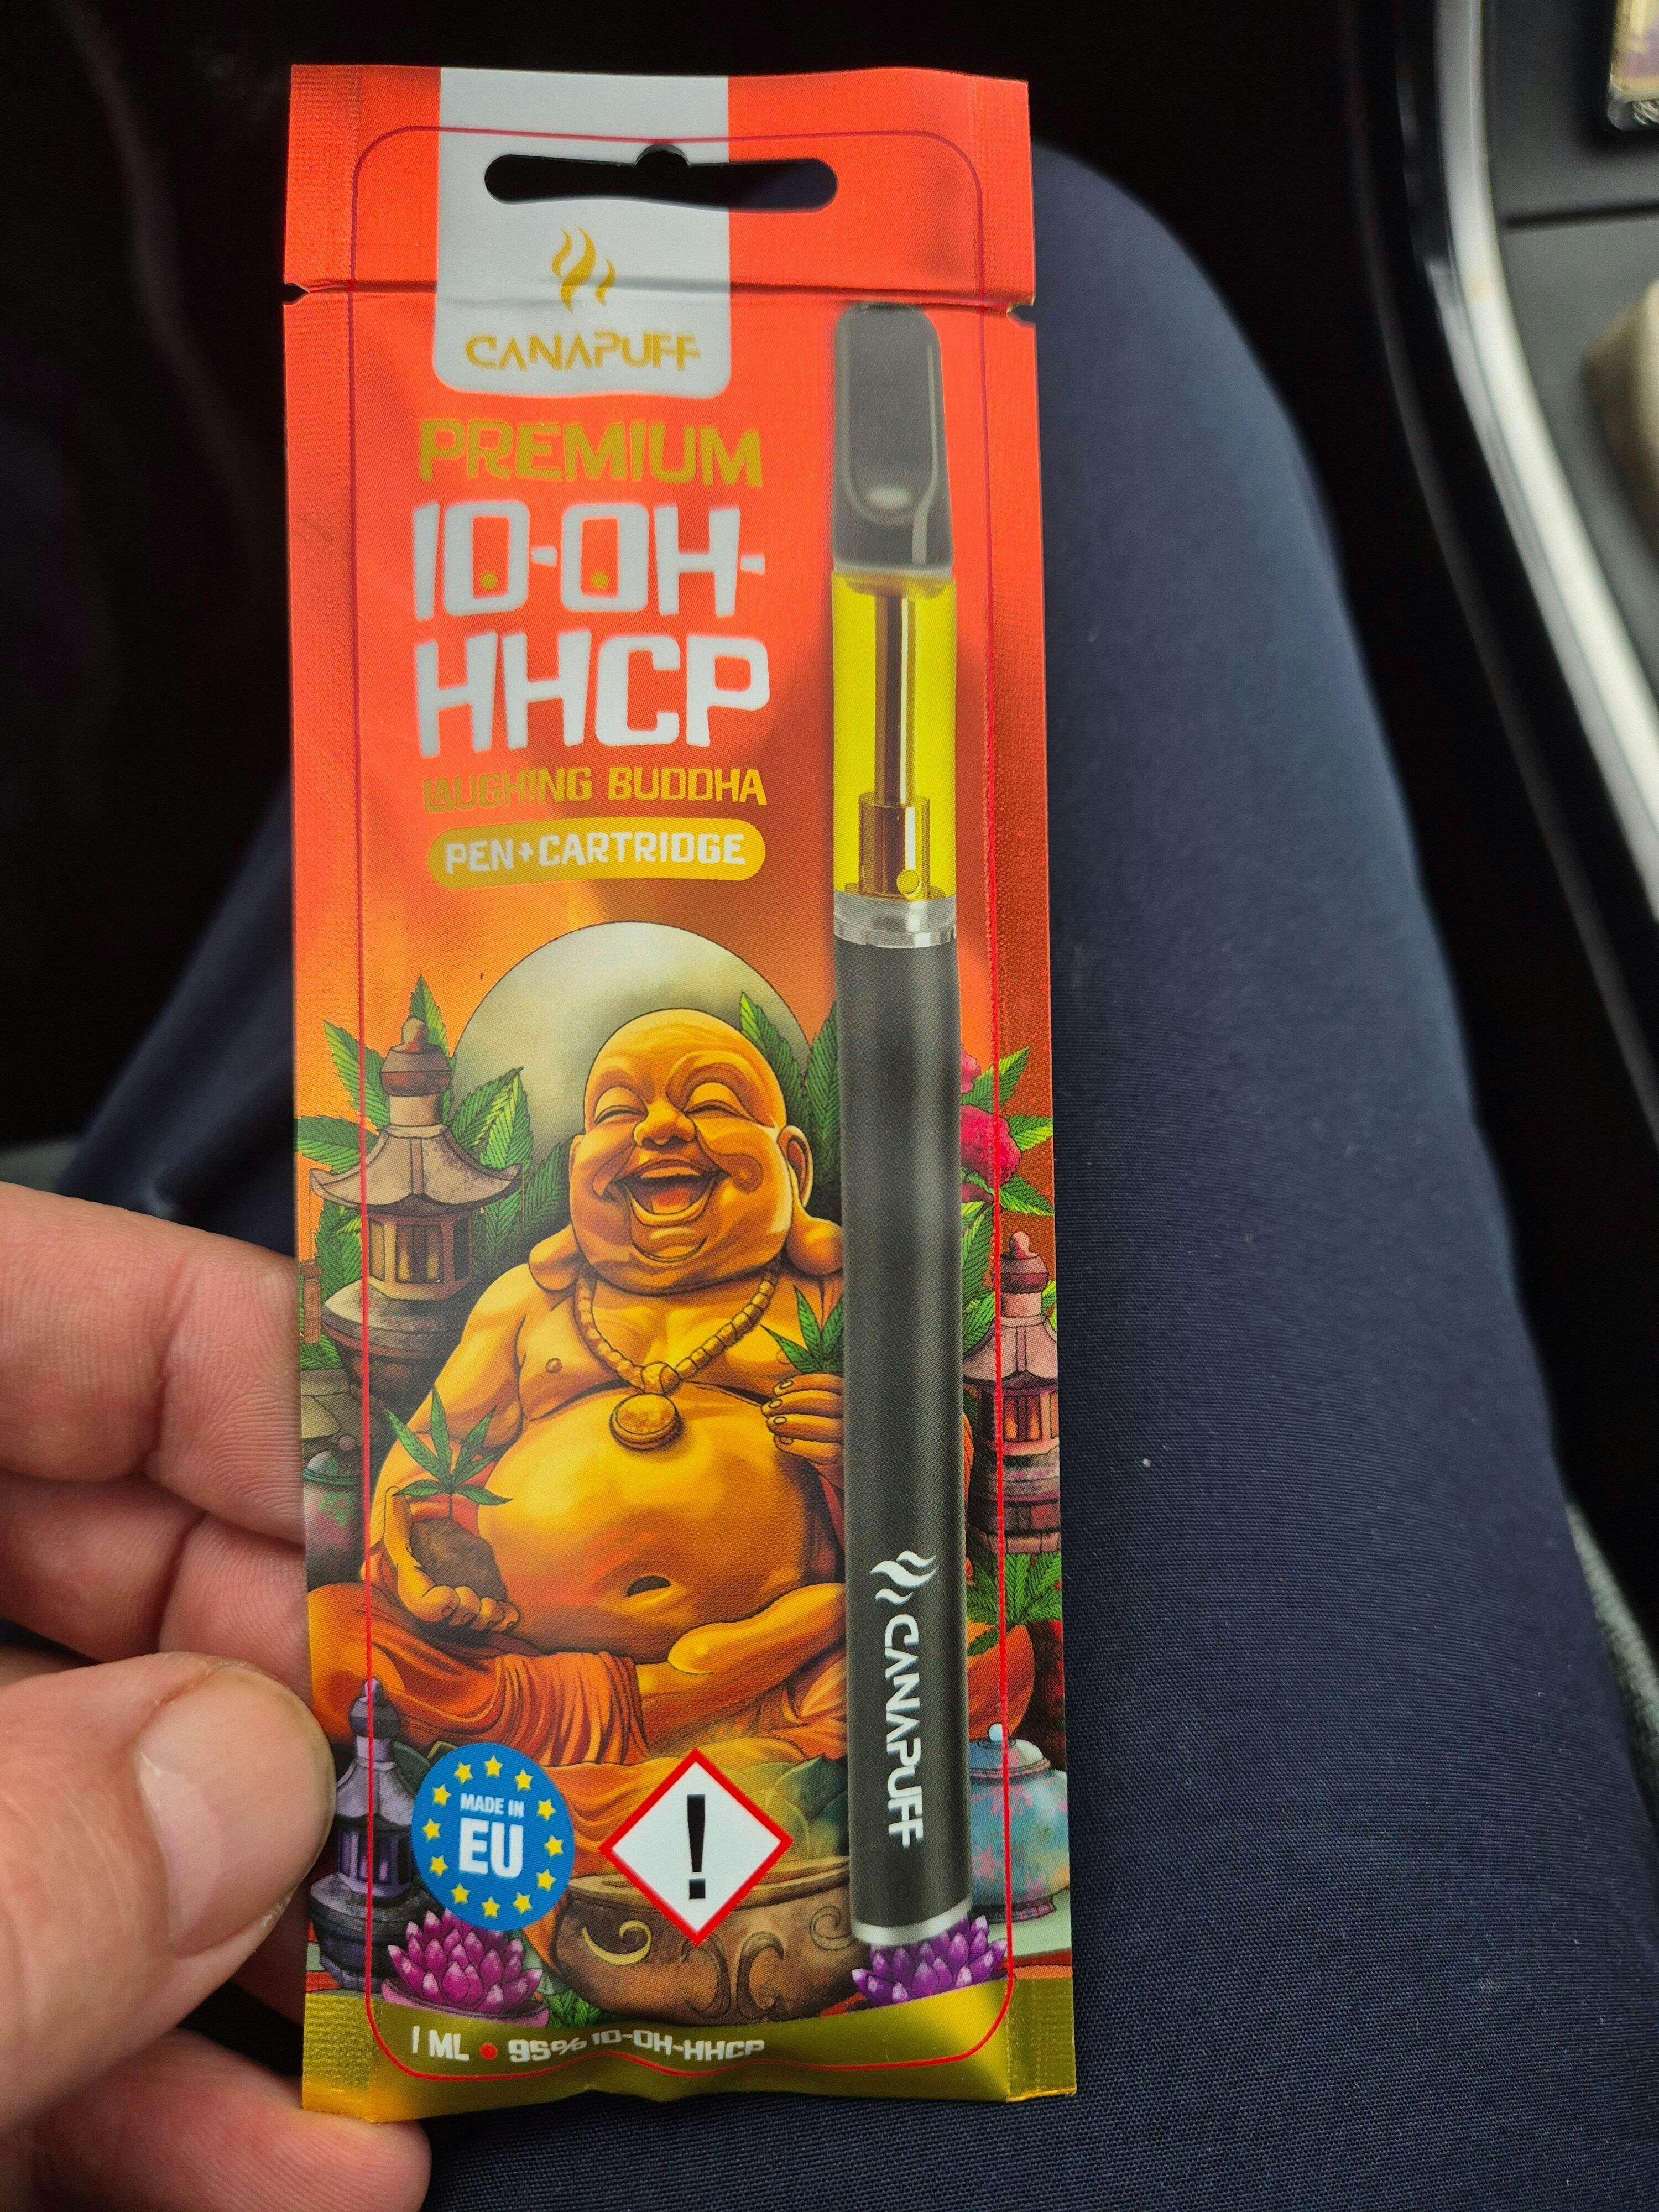 CANAPUFF
PREMIUM
10-OH-
HHCP
LAUGHING BUDDHA
PEN+CARTRIDGE
CANAPUFF
MADE IN
EU
!
1 ML • 95% 10-OH-HHCP